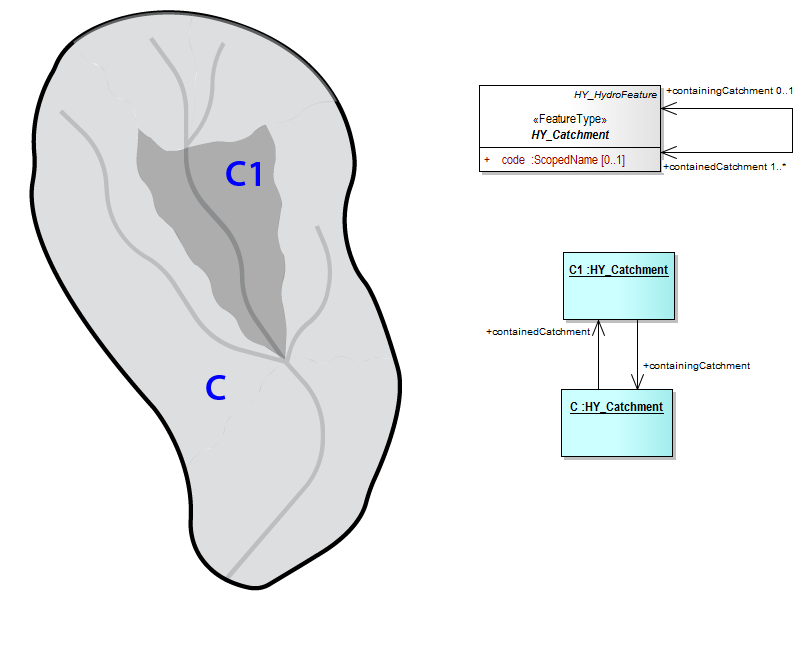 C1
C
HY_HydroFeature
«FeatureType»
HY_Catchment
+ code :ScopedName [0..1]
+containingCatchment 0..1
+containedCatchment 1..*
C1 :HY_Catchment
+containedCatchment
+containingCatchment
C :HY_Catchment